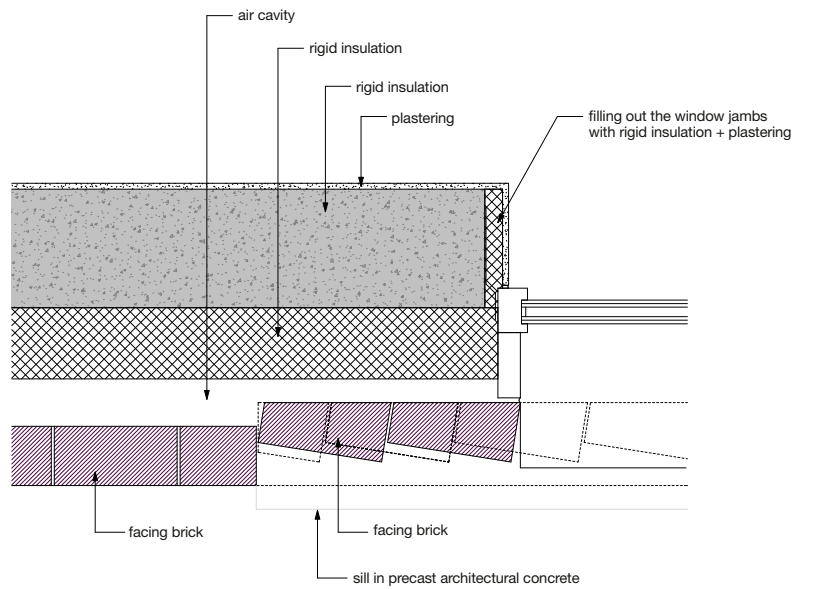 air cavity
rigid insulation
rigid insulation
plastering
filling out the window jambs
with rigid insulation + plastering
facing brick
facing brick
sill in precast architectural concrete